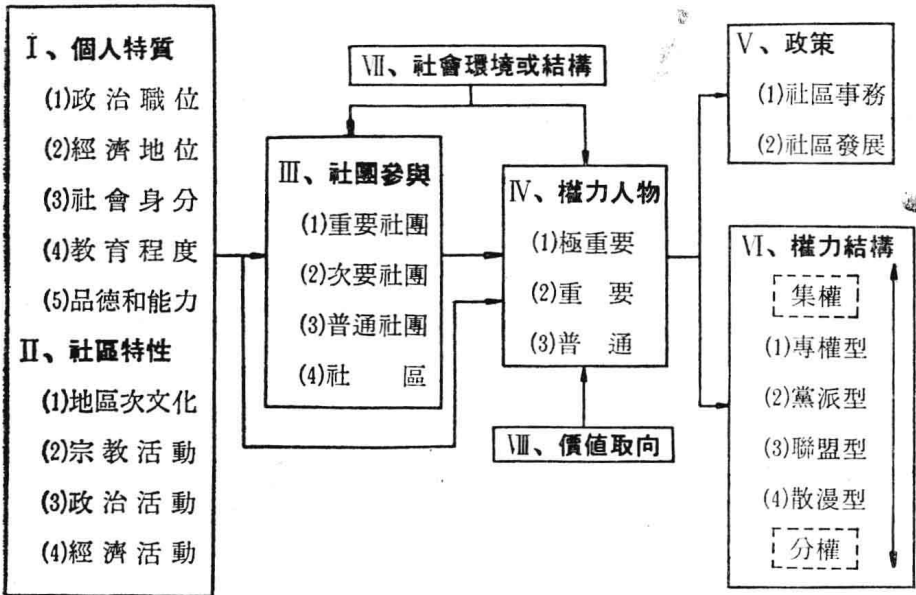 Ⅰ、個人特質
(1)政治職位
(2)經濟地位
(3)社會身分
(4)教育程度
(5)品德和能力
Ⅱ、社區特性
(1)地區次文化
(2)宗教活動
(3)政治活動
(4)經濟活動
Ⅶ、社會環境或結構
Ⅲ、社團參與
(1)重要社團
(2)次要社團
(3)普通社團
(4)社 區
Ⅳ、權力人物
(1)極重要
(2)重 要
(3)普 通
Ⅷ、價值取向
Ⅴ、政策
(1)社區事務
(2)社區發展
Ⅵ、權力結構
集權
(1)專權型
(2)黨派型
(3)聯盟型
(4)散漫型
分權